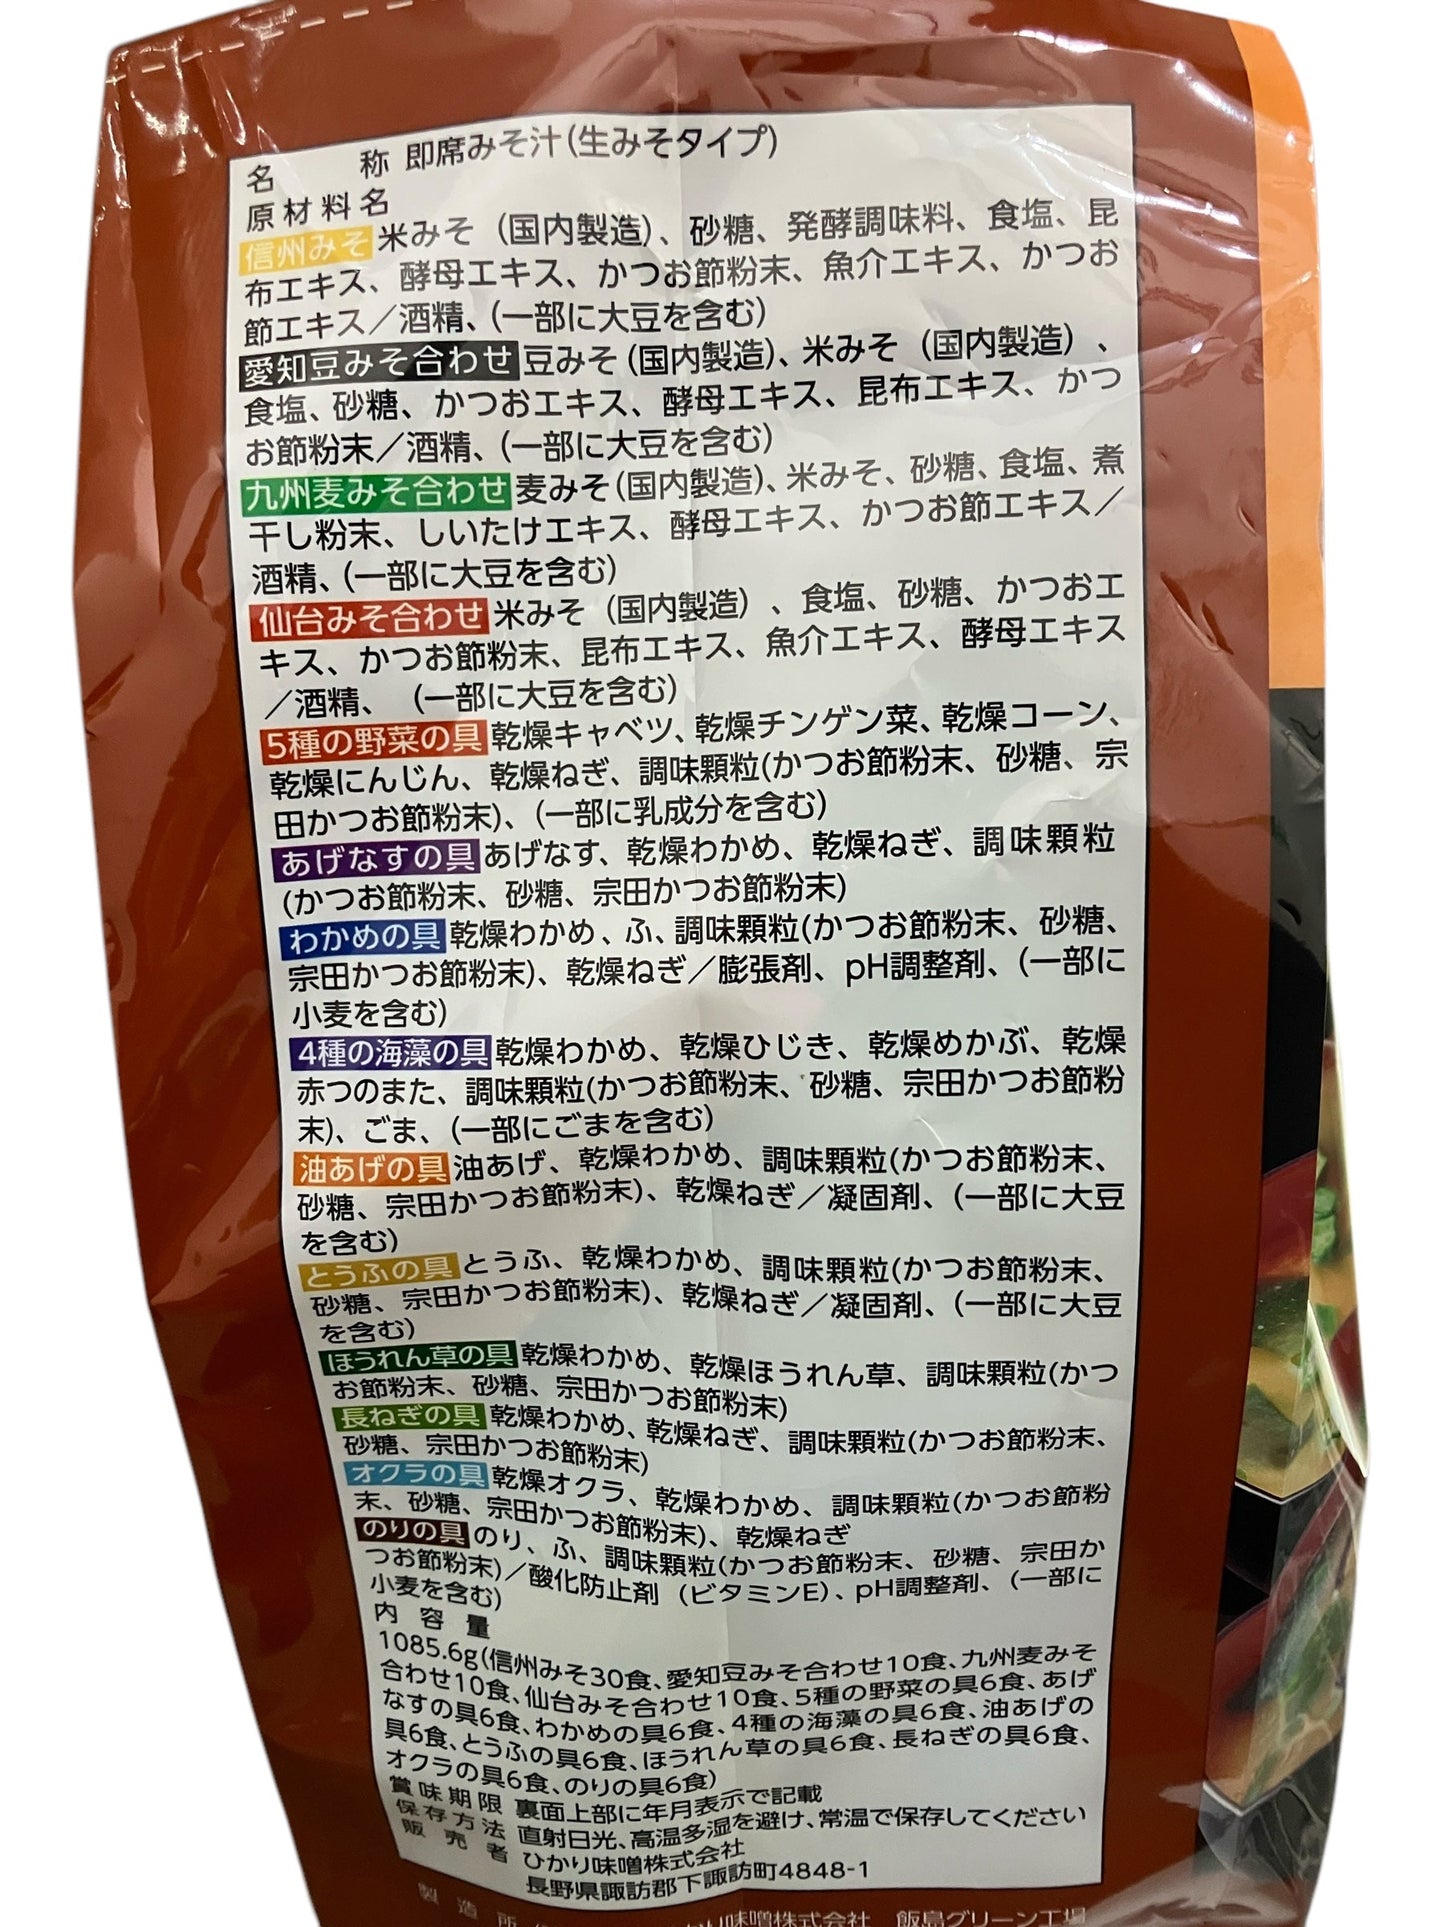 名称 即席みそ汁(生みそタイプ)
原材料名
信州みそ 米みそ(国内製造)、砂糖、発酵調味料、食塩、昆
布エキス、酵母エキス、かつお節粉末、魚介エキス、かつお
節エキス/酒精、(一部に大豆を含む)
愛知豆みそ合わせ 豆みそ(国内製造)、米みそ(国内製造)、
食塩、砂糖、かつおエキス、酵母エキス、昆布エキス、かつ
お節粉末/酒精、(一部に大豆を含む)
九州麦みそ合わせ 麦みそ(国内製造)、米みそ、砂糖、食塩、煮
干し粉末、しいたけエキス、酵母エキス、かつお節エキス/
酒精、(一部に大豆を含む)
仙台みそ合わせ 米みそ(国内製造)、食塩、砂糖、かつおエ
キス、かつお節粉末、昆布エキス、魚介エキス、酵母エキス
/酒精、(一部に大豆を含む)
5種の野菜の具 乾燥キャベツ、乾燥チンゲン菜、乾燥コーン、
乾燥にんじん、乾燥ねぎ、調味顆粒(かつお節粉末、砂糖、宗
田かつお節粉末)、(一部に乳成分を含む)
あげなすの具 あげなす、乾燥わかめ、乾燥ねぎ、調味顆粒
(かつお節粉末、砂糖、宗田かつお節粉末)
わかめの具 乾燥わかめ、ふ、調味顆粒(かつお節粉末、砂糖、
宗田かつお節粉末)、乾燥ねぎ/膨張剤、pH調整剤、(一部に
小麦を含む)
4種の海藻の具 乾燥わかめ、乾燥ひじき、乾燥めかぶ、乾燥
赤つのまた、調味顆粒(かつお節粉末、砂糖、宗田かつお節粉
末)、ごま、(一部にごまを含む)
油あげの具 油あげ、乾燥わかめ、調味顆粒(かつお節粉末、
砂糖、宗田かつお節粉末)、乾燥ねぎ/凝固剤、(一部に大豆
を含む)
とうふの具 とうふ、乾燥わかめ、調味顆粒(かつお節粉末、
砂糖、宗田かつお節粉末)、乾燥ねぎ/凝固剤、(一部に大豆
を含む)
ほうれん草の具 乾燥わかめ、乾燥ほうれん草、調味顆粒(かつ
お節粉末、砂糖、宗田かつお節粉末)
長ねぎの具 乾燥わかめ、乾燥ねぎ、調味顆粒(かつお節粉末、
砂糖、宗田かつお節粉末)
オクラの具 乾燥オクラ、乾燥わかめ、調味顆粒(かつお節粉
末、砂糖、宗田かつお節粉末)、乾燥ねぎ
のりの具 のり、ふ、調味顆粒(かつお節粉末、砂糖、宗田か
つお節粉末)/酸化防止剤(ビタミンE)、pH調整剤、(一部に
小麦を含む)
内容量
1085.6g(信州みそ30食、愛知豆みそ合わせ10食、九州麦みそ
合わせ10食、仙台みそ合わせ10食、5種の野菜の具6食、あげ
なすの具6食、わかめの具6食、4種の海藻の具6食、油あげの
具6食、とうふの具6食、ほうれん草の具6食、長ねぎの具6食、
オクラの具6食、のりの具6食)
賞味期限 裏面上部に年月表示で記載
保存方法 直射日光、高温多湿を避け、常温で保存してください
販売者 ひかり味噌株式会社
長野県諏訪郡下諏訪町4848-1
製造所 り味噌株式会社 飯島グリーン工場